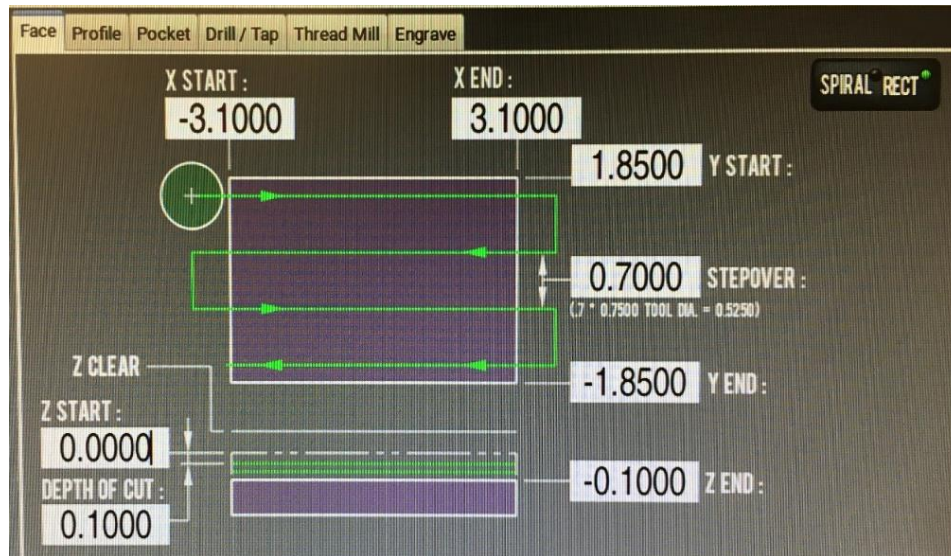 Face Profile Pocket Drill / Tap Thread Mill Engrave
SPIRAL RECT
X START :
-3.1000
X END :
3.1000
1.8500 Y START :
0.7000 STEPOVER :
(.7 * 0.7500 TOOL DIA. = 0.5250)
-1.8500 Y END :
Z CLEAR
Z START :
0.0000
DEPTH OF CUT :
0.1000
-0.1000 Z END :